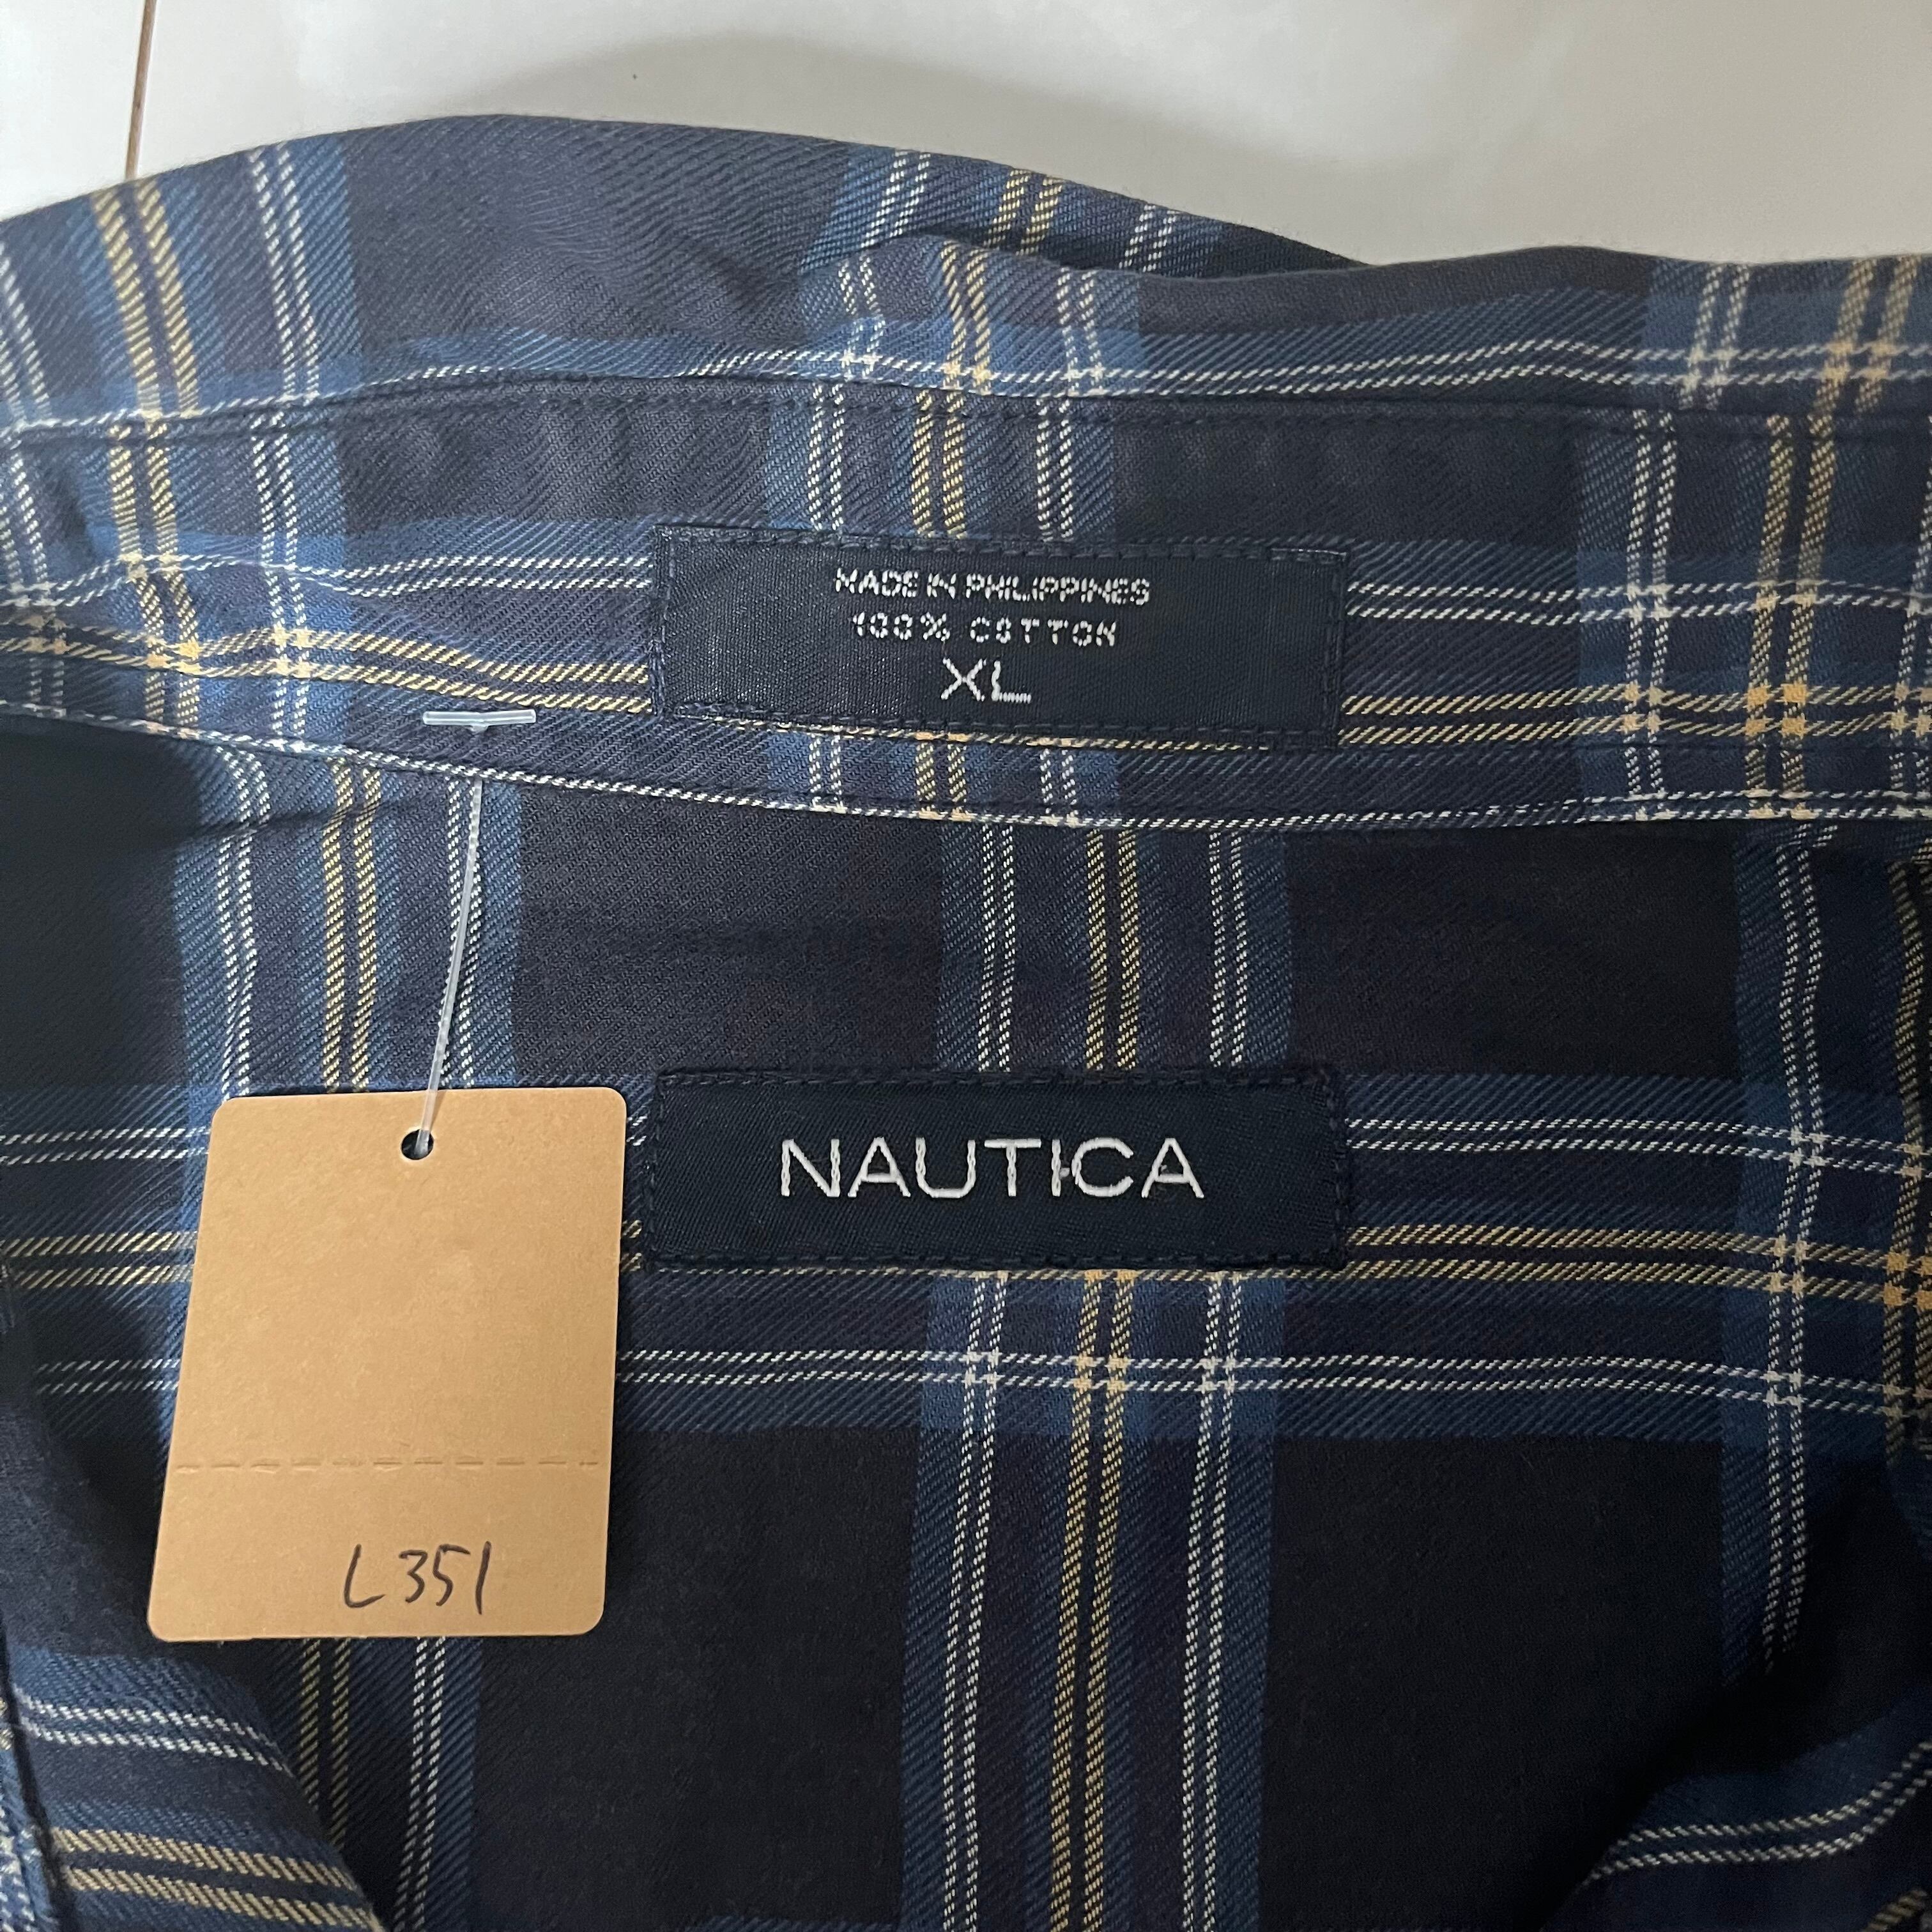 MADE IN PHILIPPINES
100% COTTON
XL
NAUTICA
L351